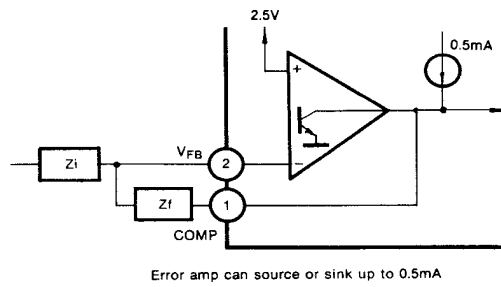 2.5V
0.5mA
+
Zi
VFB
2
−
Zf
1
COMP
Error amp can source or sink up to 0.5mA